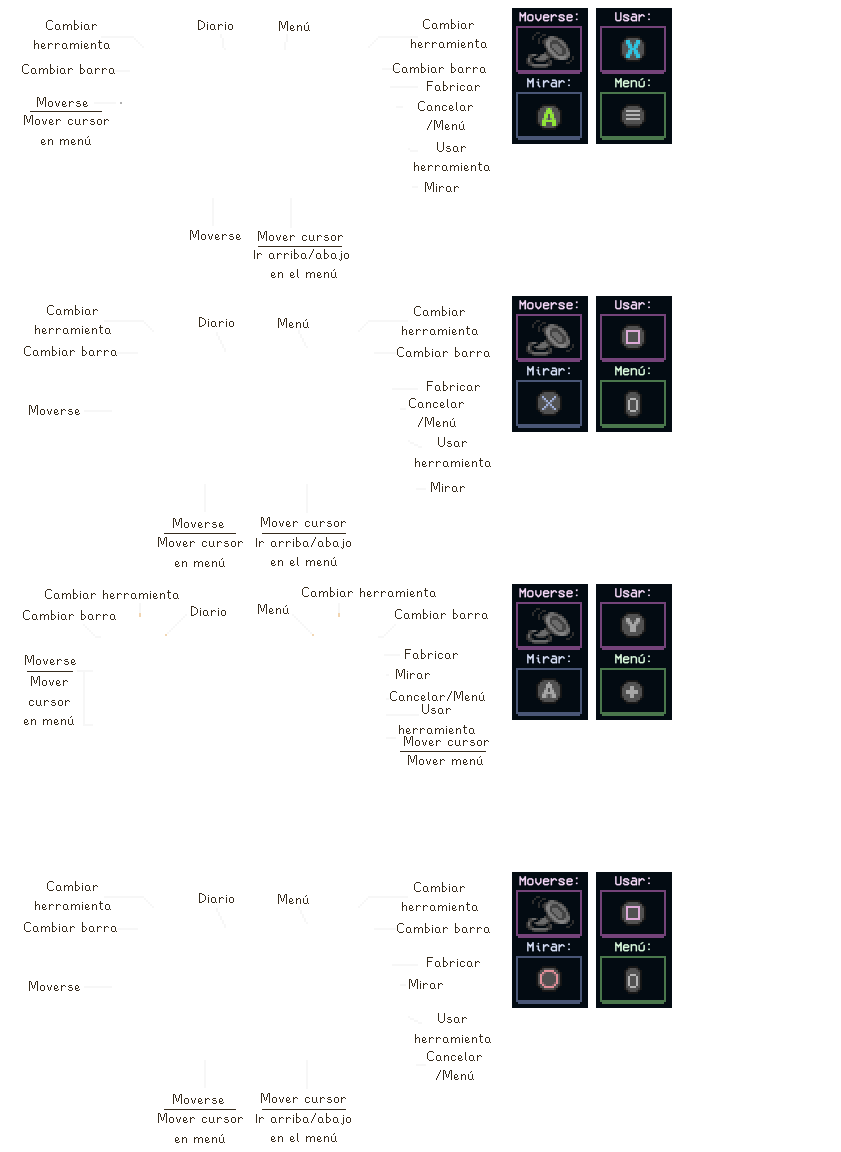 Cambiar
herramienta
Cambiar barra
Moverse
Mover cursor
en menú
Diario
Menú
Cambiar
herramienta
Cambiar barra
Fabricar
Cancelar
/Menú
Usar
herramienta
Mirar
Moverse
Mover cursor
Ir arriba/abajo
en el menú
Moverse:
Usar:
X
Mirar:
Menú:
A
Cambiar
herramienta
Cambiar barra
Moverse
Diario
Menú
Cambiar
herramienta
Cambiar barra
Fabricar
Cancelar
/Menú
Usar
herramienta
Mirar
Moverse
Mover cursor
en menú
Mover cursor
Ir arriba/abajo
en el menú
Moverse:
Usar:
Mirar:
Menú:
Cambiar herramienta
Cambiar barra
Diario
Moverse
Mover
cursor
en menú
Cambiar herramienta
Menú
Cambiar barra
Fabricar
Mirar
Cancelar/Menú
Usar
herramienta
Mover cursor
Mover menú
Moverse:
Usar:
Y
Mirar:
Menú:
A
+
Cambiar
herramienta
Cambiar barra
Moverse
Diario
Menú
Cambiar
herramienta
Cambiar barra
Fabricar
Mirar
Usar
herramienta
Cancelar
/Menú
Moverse
Mover cursor
en menú
Mover cursor
Ir arriba/abajo
en el menú
Moverse:
Usar:
Mirar:
Menú: